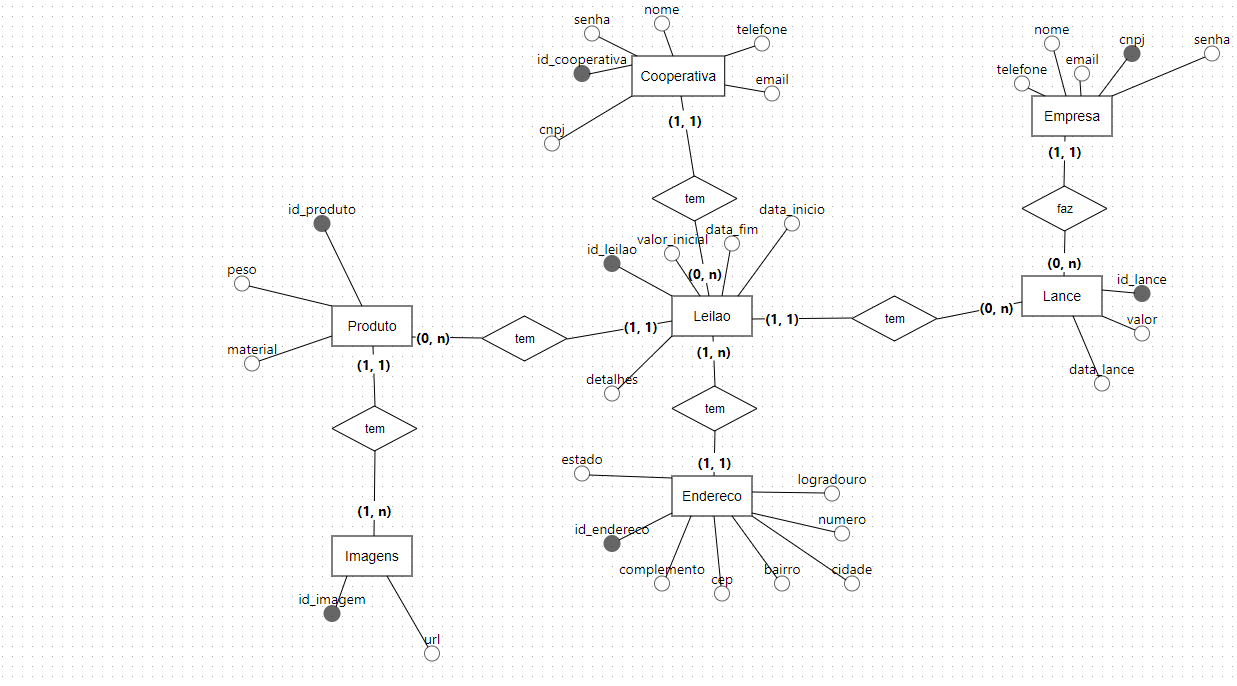 nome
senha
telefone
id_cooperativa
Cooperativa
email
cnpj
(1, 1)
tem
nome
cnpj
senha
email
telefone
Empresa
(1, 1)
faz
(0, n)
id_lance
Lance
valor
data_lance
id_produto
peso
Produto
material
(0, n)
tem
(1, 1)
data_inicio
data_fim
valor_inicial
id_leilao
(0, n)
Leilao
(1, 1)
tem
(0, n)
detalhes
(1, n)
tem
(1, 1)
(1, 1)
tem
(1, n)
Imagens
id_imagem
url
estado
Endereco
logradouro
id_endereco
numero
complemento
cep
bairro
cidade